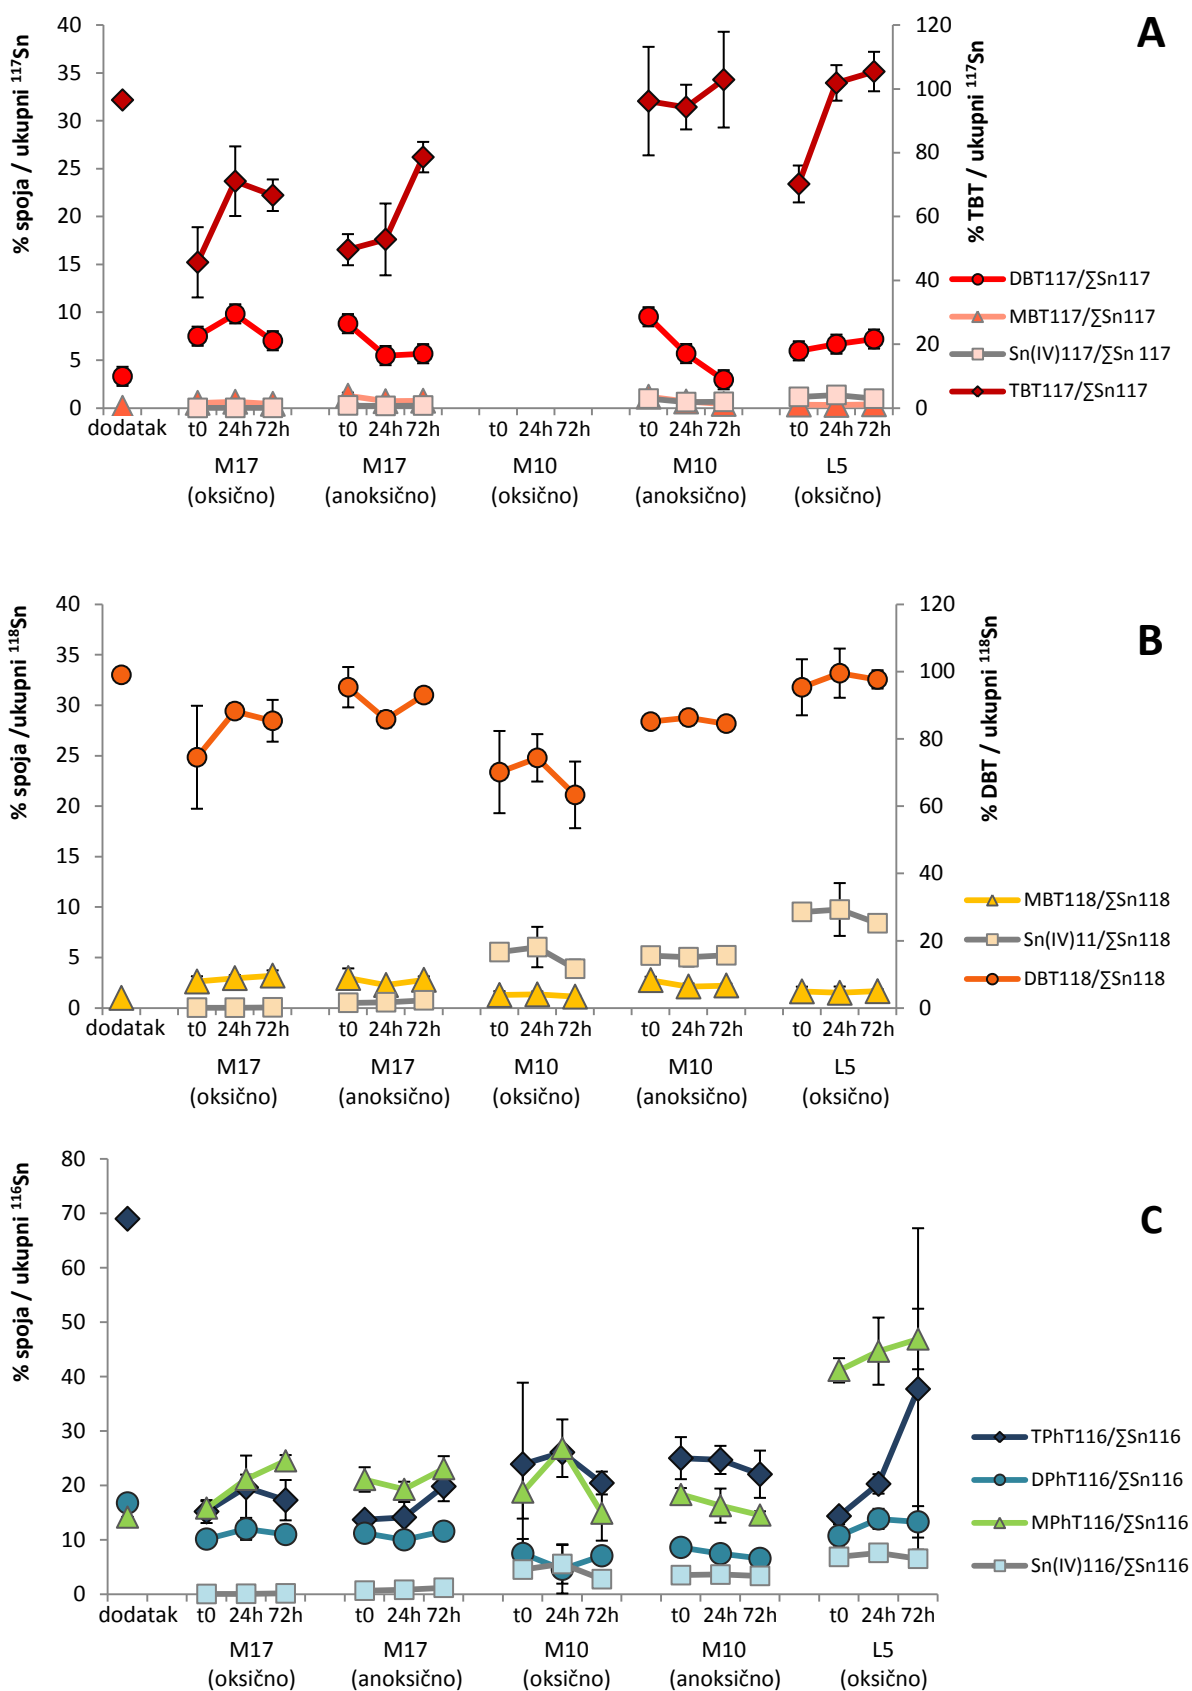 A
% spoja / ukupni ¹¹⁷Sn
% TBT / ukupni ¹¹⁷Sn
40
35
30
25
20
15
10
5
0
120
100
80
60
40
20
0
DBT117/∑Sn117
MBT117/∑Sn117
Sn(IV)117/∑Sn 117
TBT117/∑Sn117
dodatak t0 24h 72h t0 24h 72h t0 24h 72h t0 24h 72h t0 24h 72h
M17 M17 M10 M10 L5
(oksično) (anoksično) (oksično) (anoksično) (oksično)
B
% spoja /ukupni ¹¹⁸Sn
% DBT / ukupni ¹¹⁸Sn
40
35
30
25
20
15
10
5
0
120
100
80
60
40
20
0
MBT118/∑Sn118
Sn(IV)11/∑Sn118
DBT118/∑Sn118
dodatak t0 24h 72h t0 24h 72h t0 24h 72h t0 24h 72h t0 24h 72h
M17 M17 M10 M10 L5
(oksično) (anoksično) (oksično) (anoksično) (oksično)
C
% spoja / ukupni ¹¹⁶Sn
80
70
60
50
40
30
20
10
0
TPhT116/∑Sn116
DPhT116/∑Sn116
MPhT116/∑Sn116
Sn(IV)116/∑Sn116
dodatak t0 24h 72h t0 24h 72h t0 24h 72h t0 24h 72h t0 24h 72h
M17 M17 M10 M10 L5
(oksično) (anoksično) (oksično) (anoksično) (oksično)